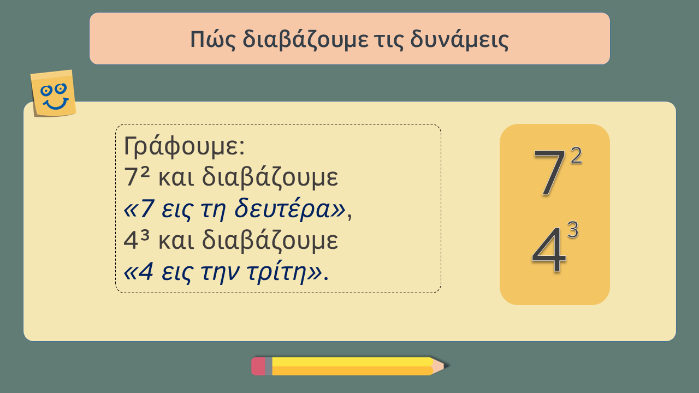 Πώς διαβάζουμε τις δυνάμεις
Γράφουμε:
7² και διαβάζουμε
«7 εις τη δευτέρα»,
4³ και διαβάζουμε
«4 εις την τρίτη».
7²
4³